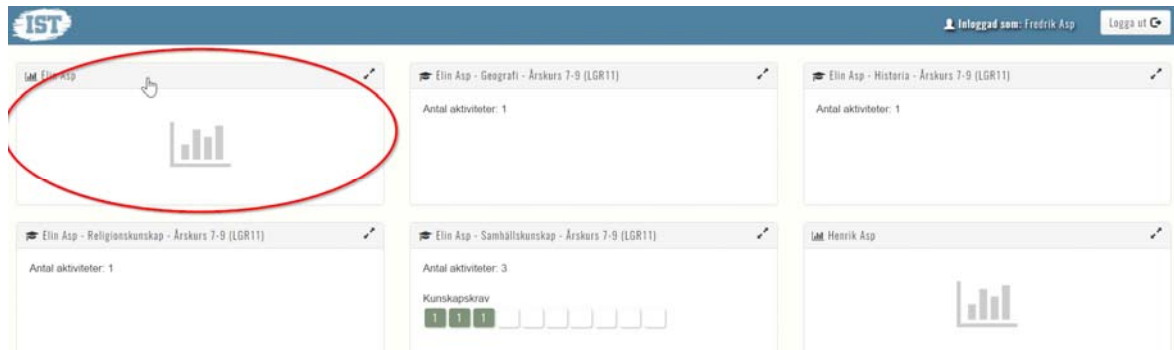 IST
Inloggad som: Fredrik Asp
Logga ut
Elin Asp
Elin Asp - Geografi - Årskurs 7-9 (LGR11)
Antal aktiviteter: 1
Elin Asp - Historia - Årskurs 7-9 (LGR11)
Antal aktiviteter: 1
Elin Asp - Religionskunskap - Årskurs 7-9 (LGR11)
Antal aktiviteter: 1
Elin Asp - Samhällskunskap - Årskurs 7-9 (LGR11)
Antal aktiviteter: 3
Kunskapskrav
1 1 1
Henrik Asp